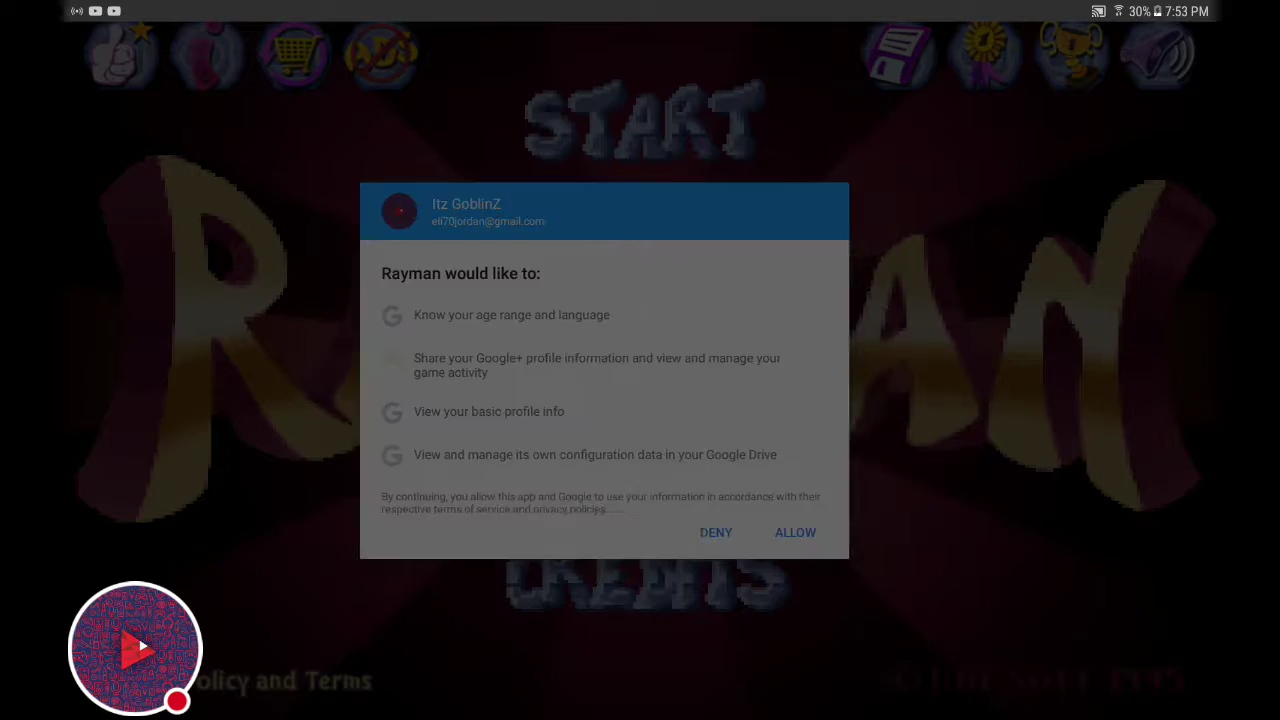 30% 7:53 PM
START
Itz GoblinZ
eli70jordan@gmail.com
Rayman would like to:
Know your age range and language
Share your Google+ profile information and view and manage your
game activity
View your basic profile info
View and manage its own configuration data in your Google Drive
By continuing, you allow this app and Google to use your information in accordance with their
respective terms of service and privacy policies.
DENY ALLOW
CREDITS
olicy and Terms
© UBI SOFT 1995